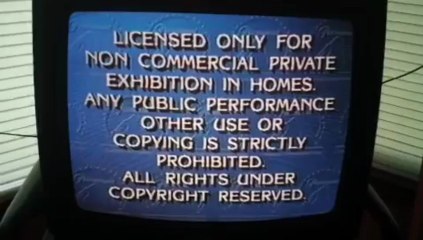 LICENSED ONLY FOR
NON COMMERCIAL PRIVATE
EXHIBITION IN HOMES.
ANY PUBLIC PERFORMANCE
OTHER USE OR
COPYING IS STRICTLY
PROHIBITED.
ALL RIGHTS UNDER
COPYRIGHT RESERVED.